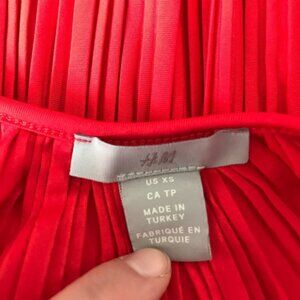 H&M
US XS
CA TP
MADE IN
TURKEY
FABRIQUÉ EN
TURQUIE